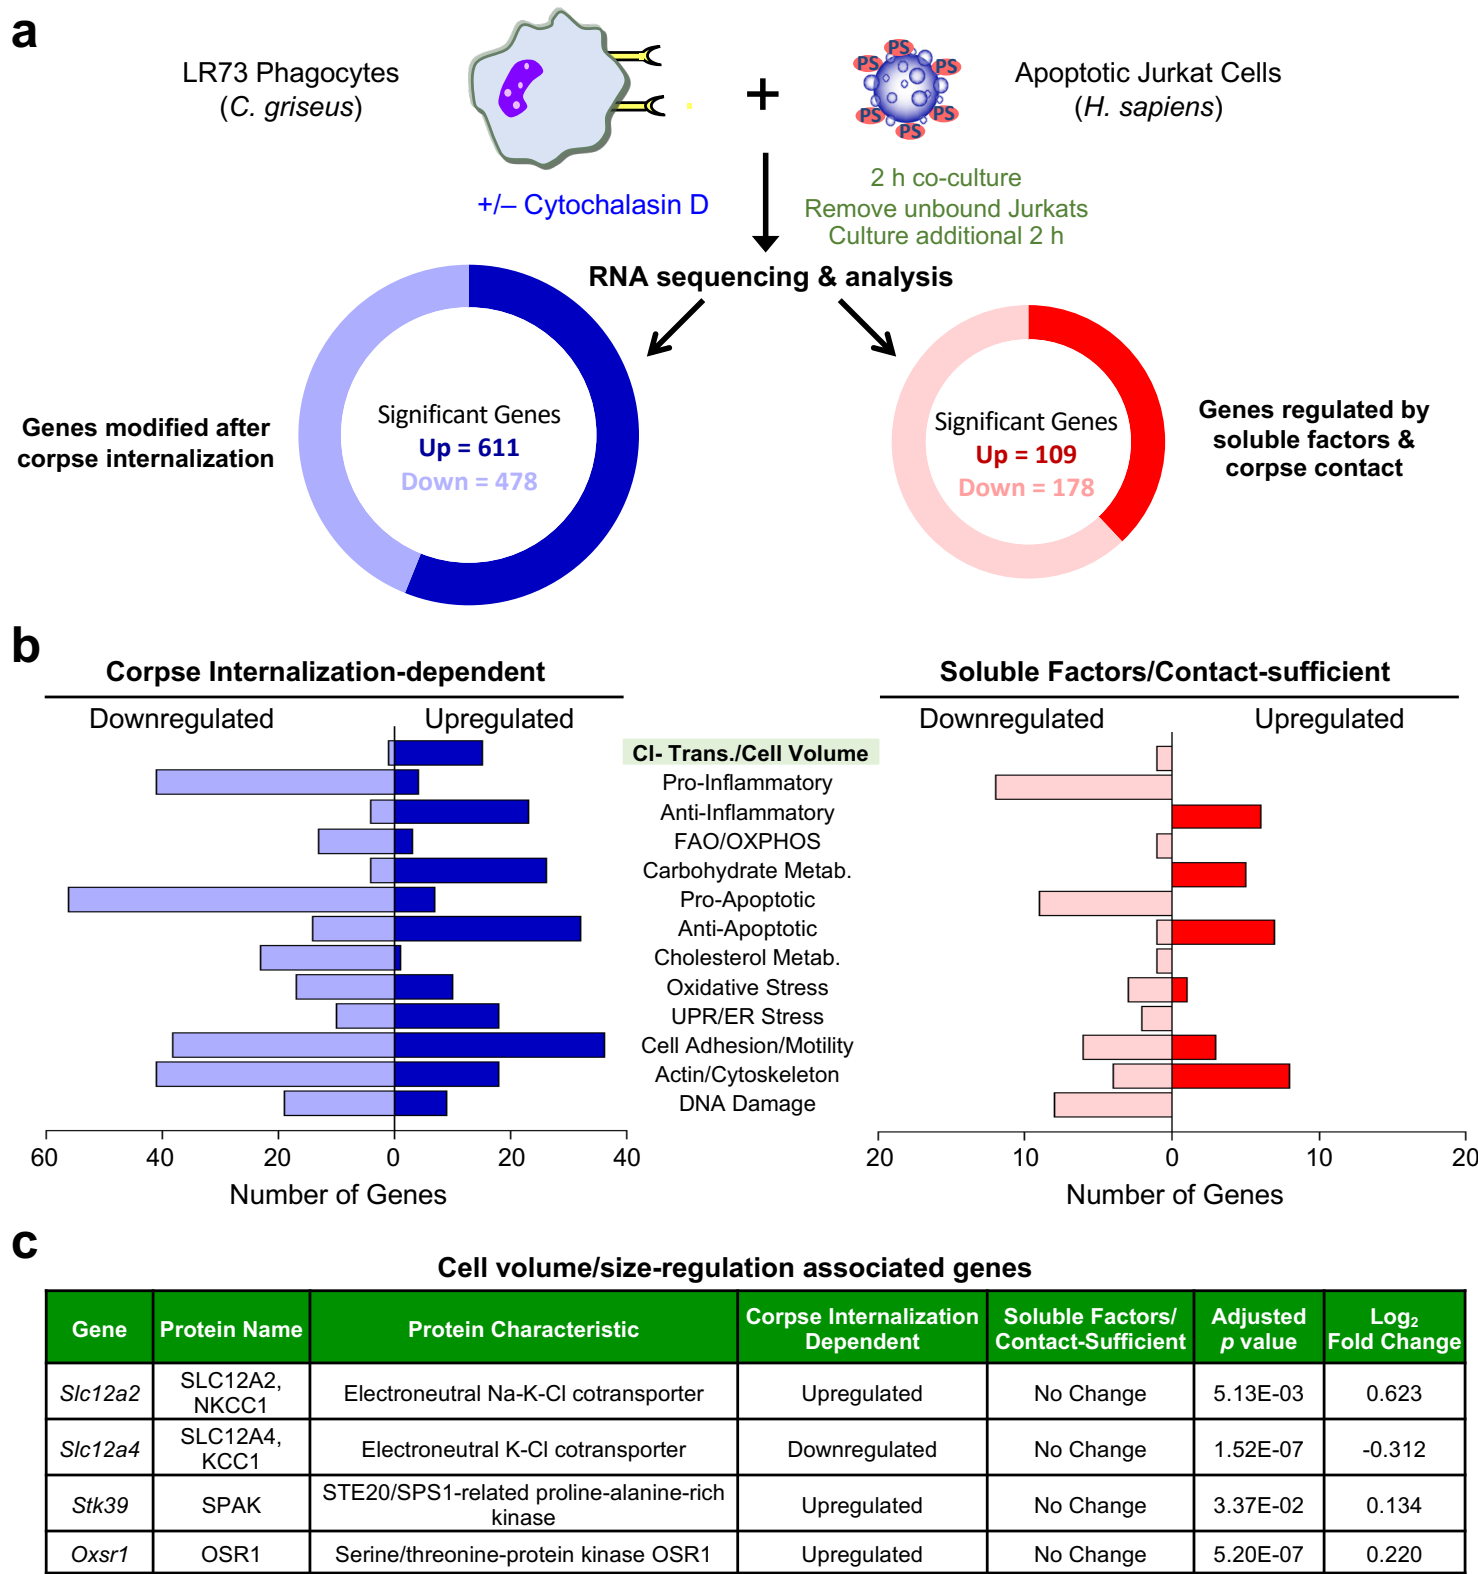 a
LR73 Phagocytes
(C. griseus)
+
PS
PS
PS
PS
PS
PS
Apoptotic Jurkat Cells
(H. sapiens)
+/– Cytochalasin D
2 h co-culture
Remove unbound Jurkats
Culture additional 2 h
RNA sequencing & analysis
Genes modified after
corpse internalization
Significant Genes
Up = 611
Down = 478
Significant Genes
Up = 109
Down = 178
Genes regulated by
soluble factors &
corpse contact
b
Corpse Internalization-dependent
Soluble Factors/Contact-sufficient
Downregulated Upregulated
Downregulated Upregulated
Cl- Trans./Cell Volume
Pro-Inflammatory
Anti-Inflammatory
FAO/OXPHOS
Carbohydrate Metab.
Pro-Apoptotic
Anti-Apoptotic
Cholesterol Metab.
Oxidative Stress
UPR/ER Stress
Cell Adhesion/Motility
Actin/Cytoskeleton
DNA Damage
60 40 20 0 20 40
Number of Genes
20 10 0 10 20
Number of Genes
c
Cell volume/size-regulation associated genes
Gene Protein Name Protein Characteristic Corpse Internalization Dependent Soluble Factors/ Contact-Sufficient Adjusted p value Log2 Fold Change
Slc12a2 SLC12A2, NKCC1 Electroneutral Na-K-Cl cotransporter Upregulated No Change 5.13E-03 0.623
Slc12a4 SLC12A4, KCC1 Electroneutral K-Cl cotransporter Downregulated No Change 1.52E-07 -0.312
Stk39 SPAK STE20/SPS1-related proline-alanine-rich kinase Upregulated No Change 3.37E-02 0.134
Oxsr1 OSR1 Serine/threonine-protein kinase OSR1 Upregulated No Change 5.20E-07 0.220